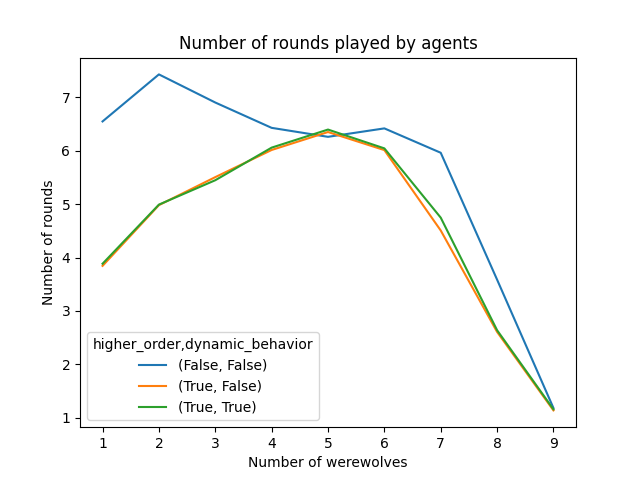 Number of rounds played by agents
Number of rounds
7
6
5
4
3
2
1
higher_order,dynamic_behavior
(False, False)
(True, False)
(True, True)
1 2 3 4 5 6 7 8 9
Number of werewolves